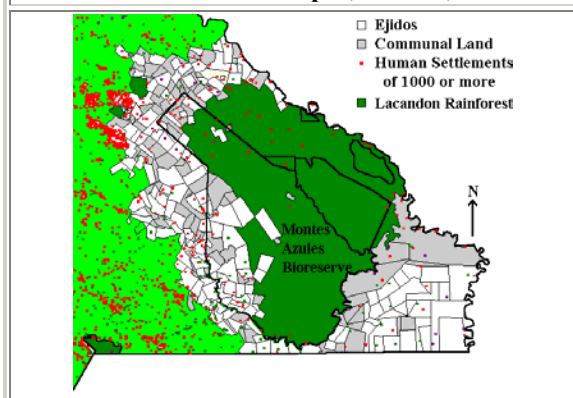 Ejidos
Communal Land
Human Settlements
of 1000 or more
Lacandon Rainforest
N
Montes
Azules
Bioreserve